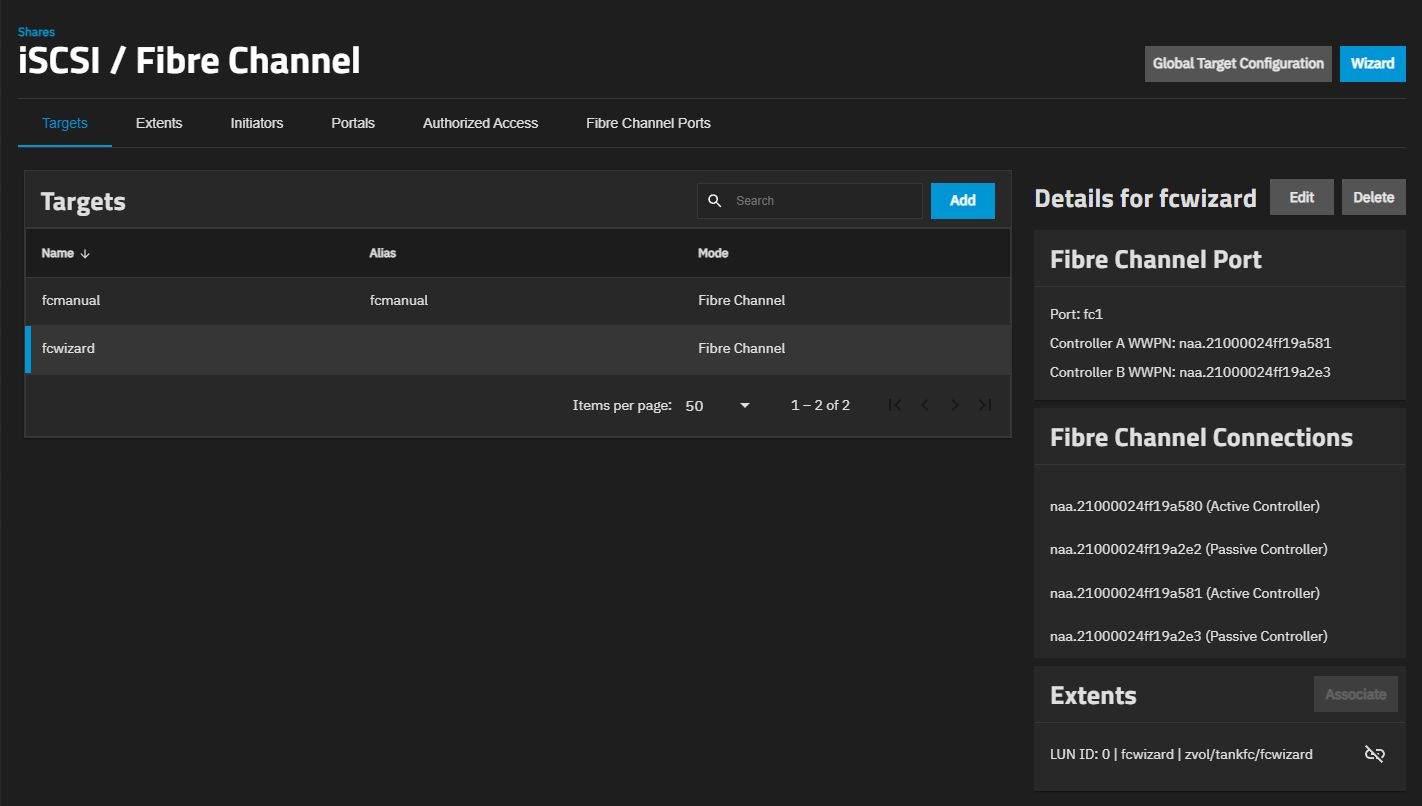 Shares
iSCSI / Fibre Channel
Global Target Configuration
Wizard
Targets
Extents
Initiators
Portals
Authorized Access
Fibre Channel Ports
Targets
Search
Add
Name
Alias
Mode
fcmanual
fcmanual
Fibre Channel
fcwizard
Fibre Channel
Items per page: 50
1 – 2 of 2
Details for fcwizard
Edit
Delete
Fibre Channel Port
Port: fc1
Controller A WWPN: naa.21000024ff19a581
Controller B WWPN: naa.21000024ff19a2e3
Fibre Channel Connections
naa.21000024ff19a580 (Active Controller)
naa.21000024ff19a2e2 (Passive Controller)
naa.21000024ff19a581 (Active Controller)
naa.21000024ff19a2e3 (Passive Controller)
Extents
Associate
LUN ID: 0 | fcwizard | zvol/tankfc/fcwizard